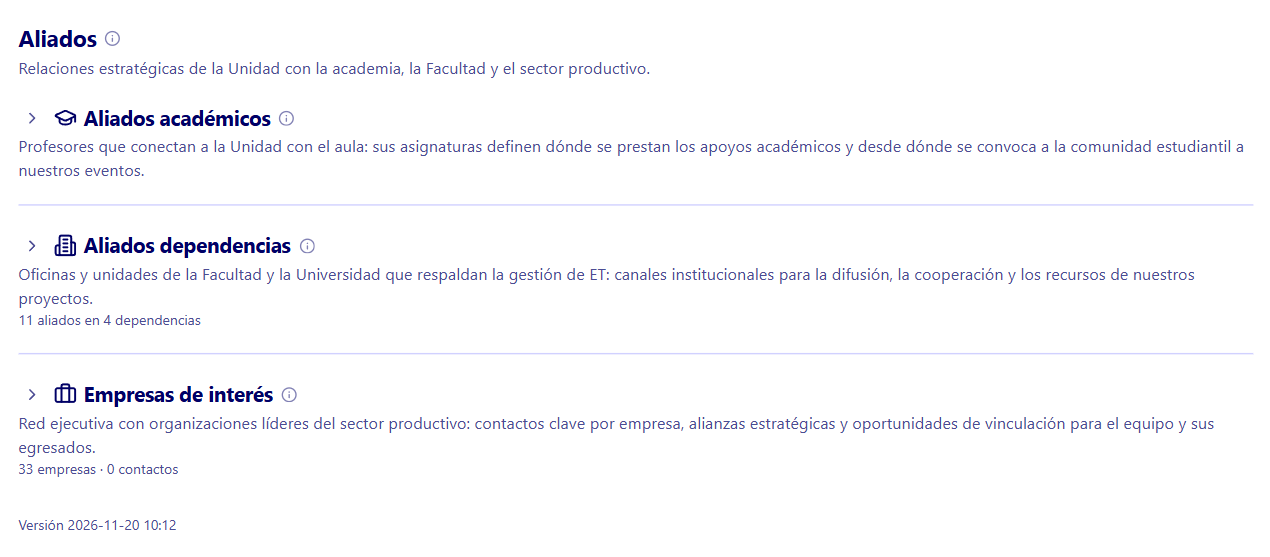 Aliados
Relaciones estratégicas de la Unidad con la academia, la Facultad y el sector productivo.
Aliados académicos
Profesores que conectan a la Unidad con el aula: sus asignaturas definen dónde se prestan los apoyos académicos y desde dónde se convoca a la comunidad estudiantil a
nuestros eventos.
Aliados dependencias
Oficinas y unidades de la Facultad y la Universidad que respaldan la gestión de ET: canales institucionales para la difusión, la cooperación y los recursos de nuestros
proyectos.
11 aliados en 4 dependencias
Empresas de interés
Red ejecutiva con organizaciones líderes del sector productivo: contactos clave por empresa, alianzas estratégicas y oportunidades de vinculación para el equipo y sus
egresados.
33 empresas · 0 contactos
Versión 2026-11-20 10:12